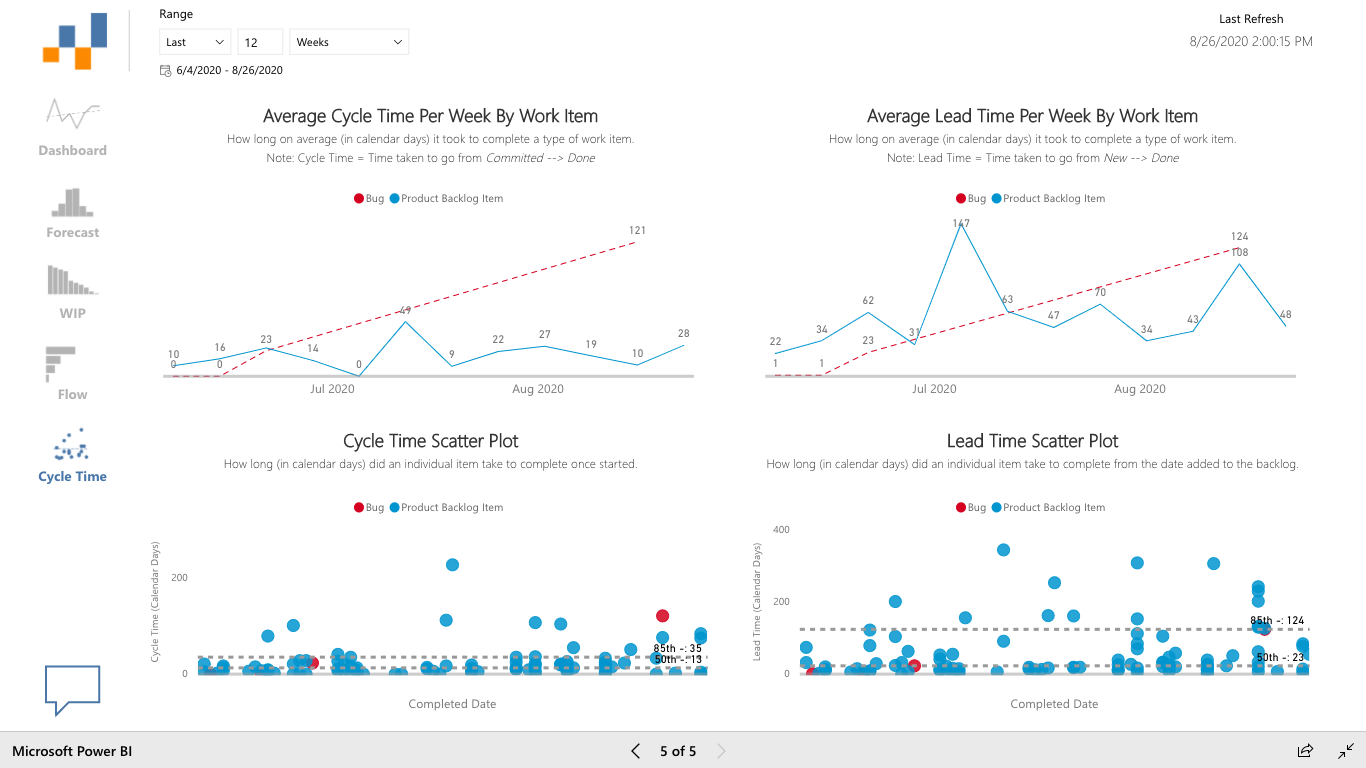 Range
Last
12
Weeks
6/4/2020 - 8/26/2020
Last Refresh
8/26/2020 2:00:15 PM
Dashboard
Forecast
WIP
Flow
Cycle Time
Average Cycle Time Per Week By Work Item
How long on average (in calendar days) it took to complete a type of work item.
Note: Cycle Time = Time taken to go from Committed --> Done
Bug Product Backlog Item
121
49
10 16 23 14 9 22 27 19 10 28
0 0 0
Jul 2020 Aug 2020
Average Lead Time Per Week By Work Item
How long on average (in calendar days) it took to complete a type of work item.
Note: Lead Time = Time taken to go from New --> Done
Bug Product Backlog Item
147
124
108
22 34 62 31 63 47 70 34 43 48
1 1 23
Jul 2020 Aug 2020
Cycle Time Scatter Plot
How long (in calendar days) did an individual item take to complete once started.
Bug Product Backlog Item
Cycle Time (Calendar Days)
200
85th -: 35
50th -: 13
0
Completed Date
Lead Time Scatter Plot
How long (in calendar days) did an individual item take to complete from the date added to the backlog.
Bug Product Backlog Item
Lead Time (Calendar Days)
400
200
85th -: 124
50th -: 23
0
Completed Date
Microsoft Power BI
5 of 5